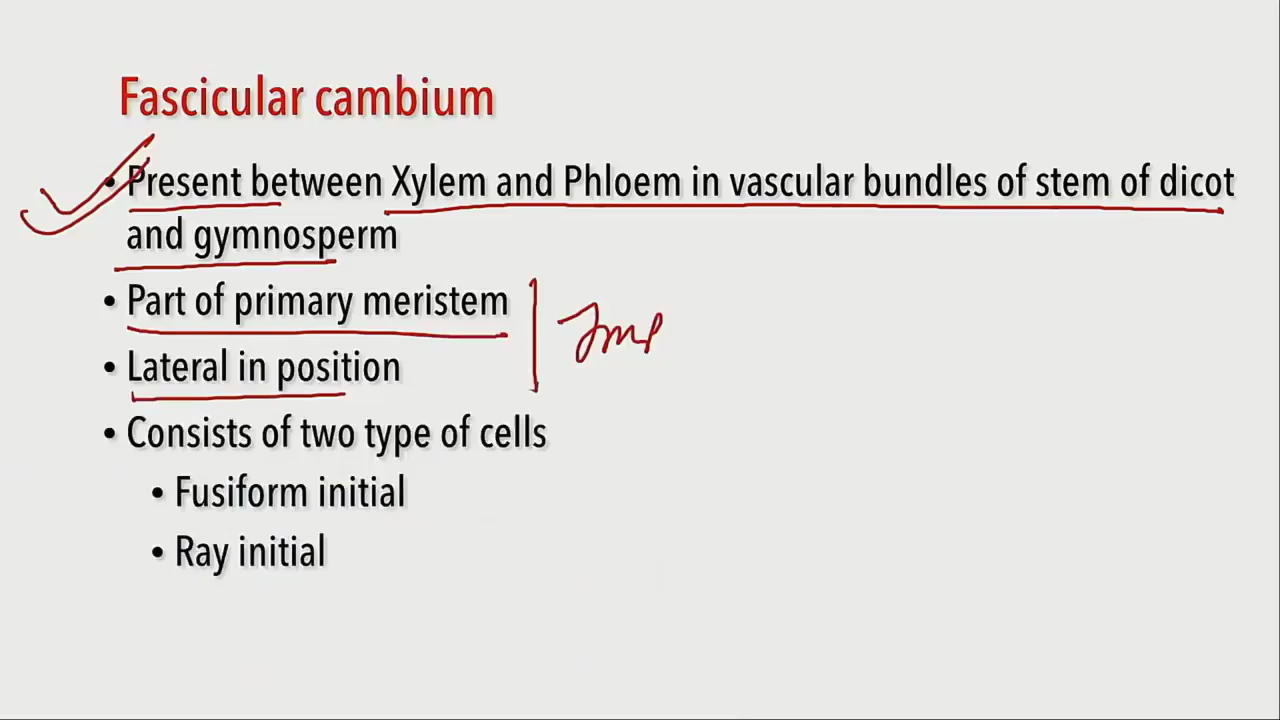 Fascicular cambium
• Present between Xylem and Phloem in vascular bundles of stem of dicot
and gymnosperm
• Part of primary meristem
Imp
• Lateral in position
• Consists of two type of cells
• Fusiform initial
• Ray initial